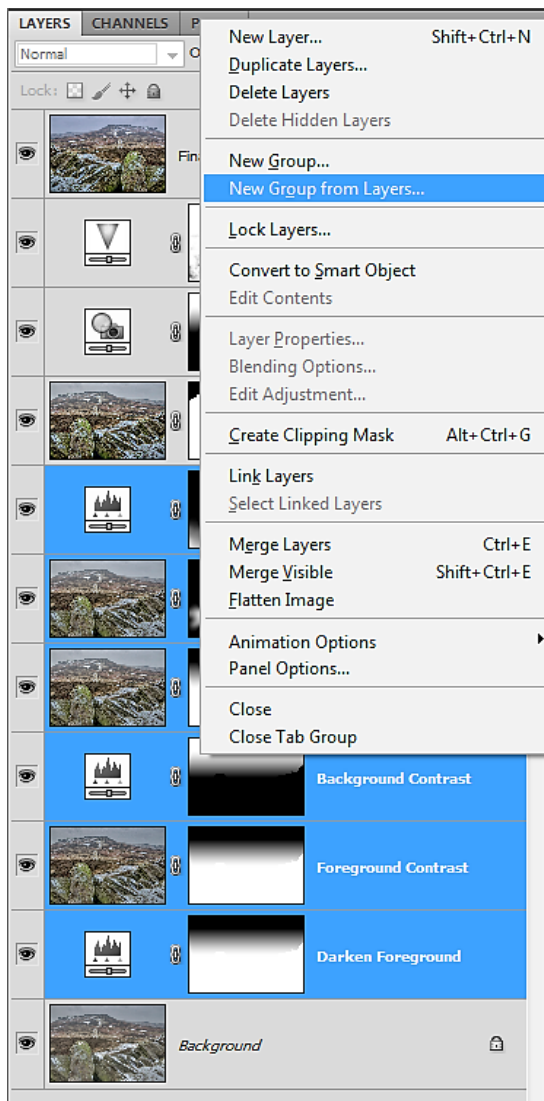 LAYERS CHANNELS P
Normal
Lock:
New Layer... Shift+Ctrl+N
Duplicate Layers...
Delete Layers
Delete Hidden Layers
New Group...
New Group from Layers...
Lock Layers...
Convert to Smart Object
Edit Contents
Layer Properties...
Blending Options...
Edit Adjustment...
Create Clipping Mask Alt+Ctrl+G
Link Layers
Select Linked Layers
Merge Layers Ctrl+E
Merge Visible Shift+Ctrl+E
Flatten Image
Animation Options
Panel Options...
Close
Close Tab Group
Background Contrast
Foreground Contrast
Darken Foreground
Background